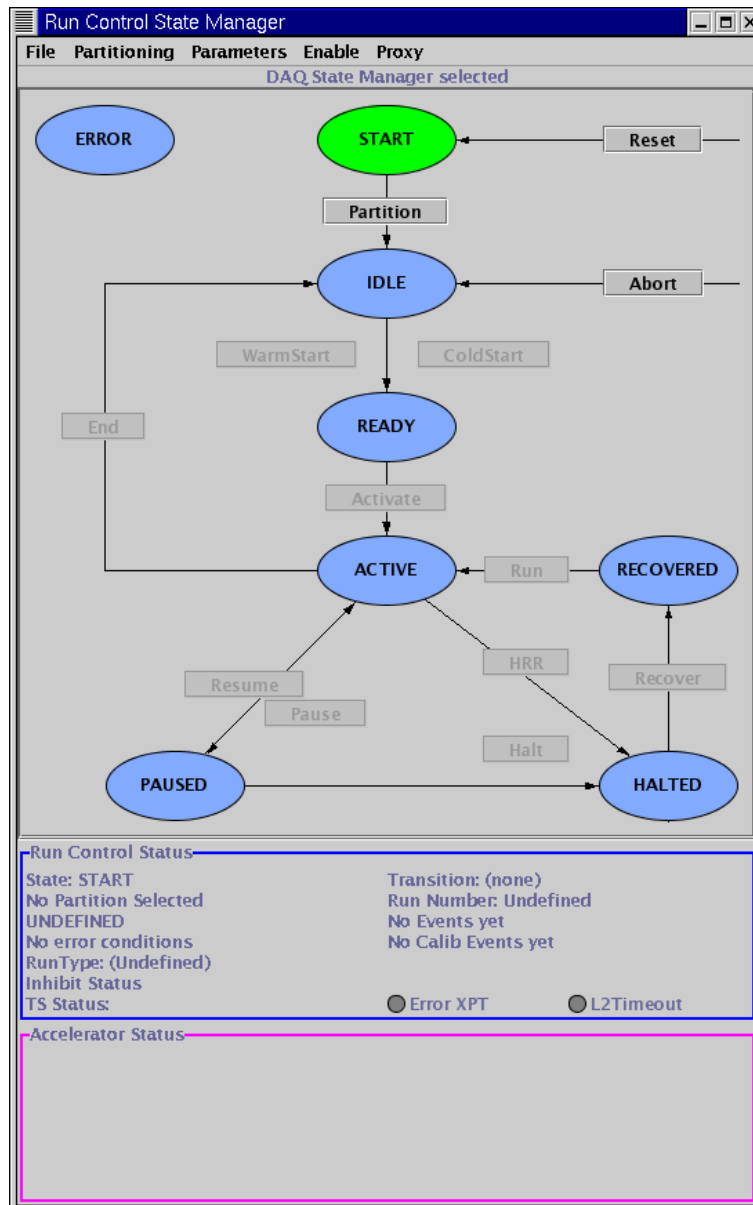 Run Control State Manager
File Partitioning Parameters Enable Proxy
DAQ State Manager selected
ERROR START Reset
Partition
IDLE Abort
WarmStart ColdStart
End READY
Activate
ACTIVE Run RECOVERED
Resume HRR Recover
Pause
Halt
PAUSED HALTED
Run Control Status
State: START Transition: (none)
No Partition Selected Run Number: Undefined
UNDEFINED No Events yet
No error conditions No Calib Events yet
RunType: (Undefined)
Inhibit Status
TS Status: Error XPT L2Timeout
Accelerator Status